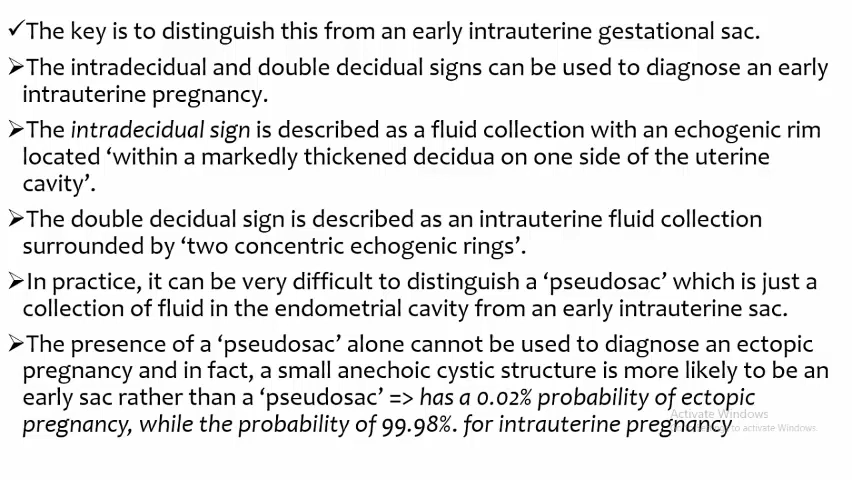 ✓The key is to distinguish this from an early intrauterine gestational sac.
➢The intradecidual and double decidual signs can be used to diagnose an early
intrauterine pregnancy.
➢The intradecidual sign is described as a fluid collection with an echogenic rim
located ‘within a markedly thickened decidua on one side of the uterine
cavity’.
➢The double decidual sign is described as an intrauterine fluid collection
surrounded by ‘two concentric echogenic rings’.
➢In practice, it can be very difficult to distinguish a ‘pseudosac’ which is just a
collection of fluid in the endometrial cavity from an early intrauterine sac.
➢The presence of a ‘pseudosac’ alone cannot be used to diagnose an ectopic
pregnancy and in fact, a small anechoic cystic structure is more likely to be an
early sac rather than a ‘pseudosac’ => has a 0.02% probability of ectopic
pregnancy, while the probability of 99.98%. for intrauterine pregnancy
Activate Windows
to activate Windows.